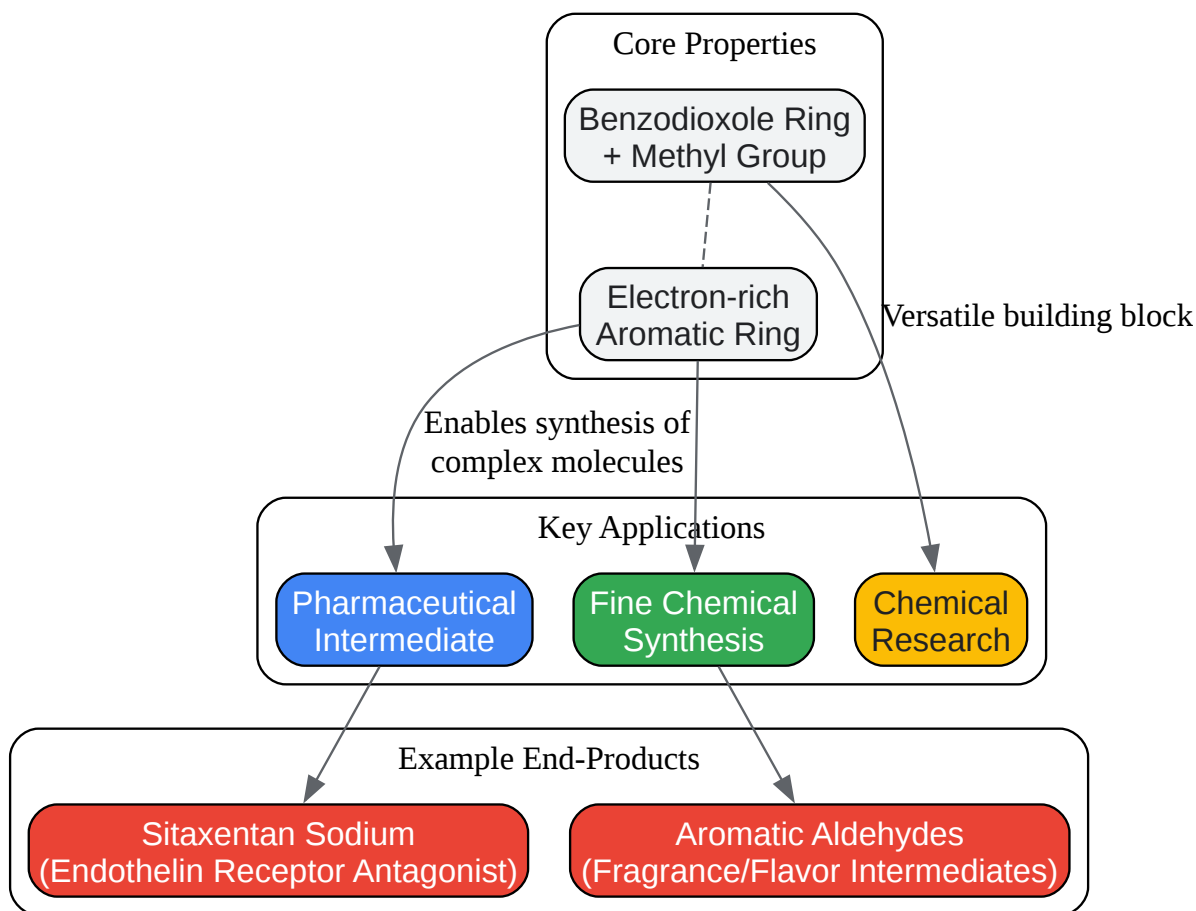 Core Properties
Benzodioxole Ring
+ Methyl Group
Electron-rich
Aromatic Ring
Versatile building block
Enables synthesis of
complex molecules
Key Applications
Pharmaceutical
Intermediate
Fine Chemical
Synthesis
Chemical
Research
Example End-Products
Sitaxentan Sodium
(Endothelin Receptor Antagonist)
Aromatic Aldehydes
(Fragrance/Flavor Intermediates)